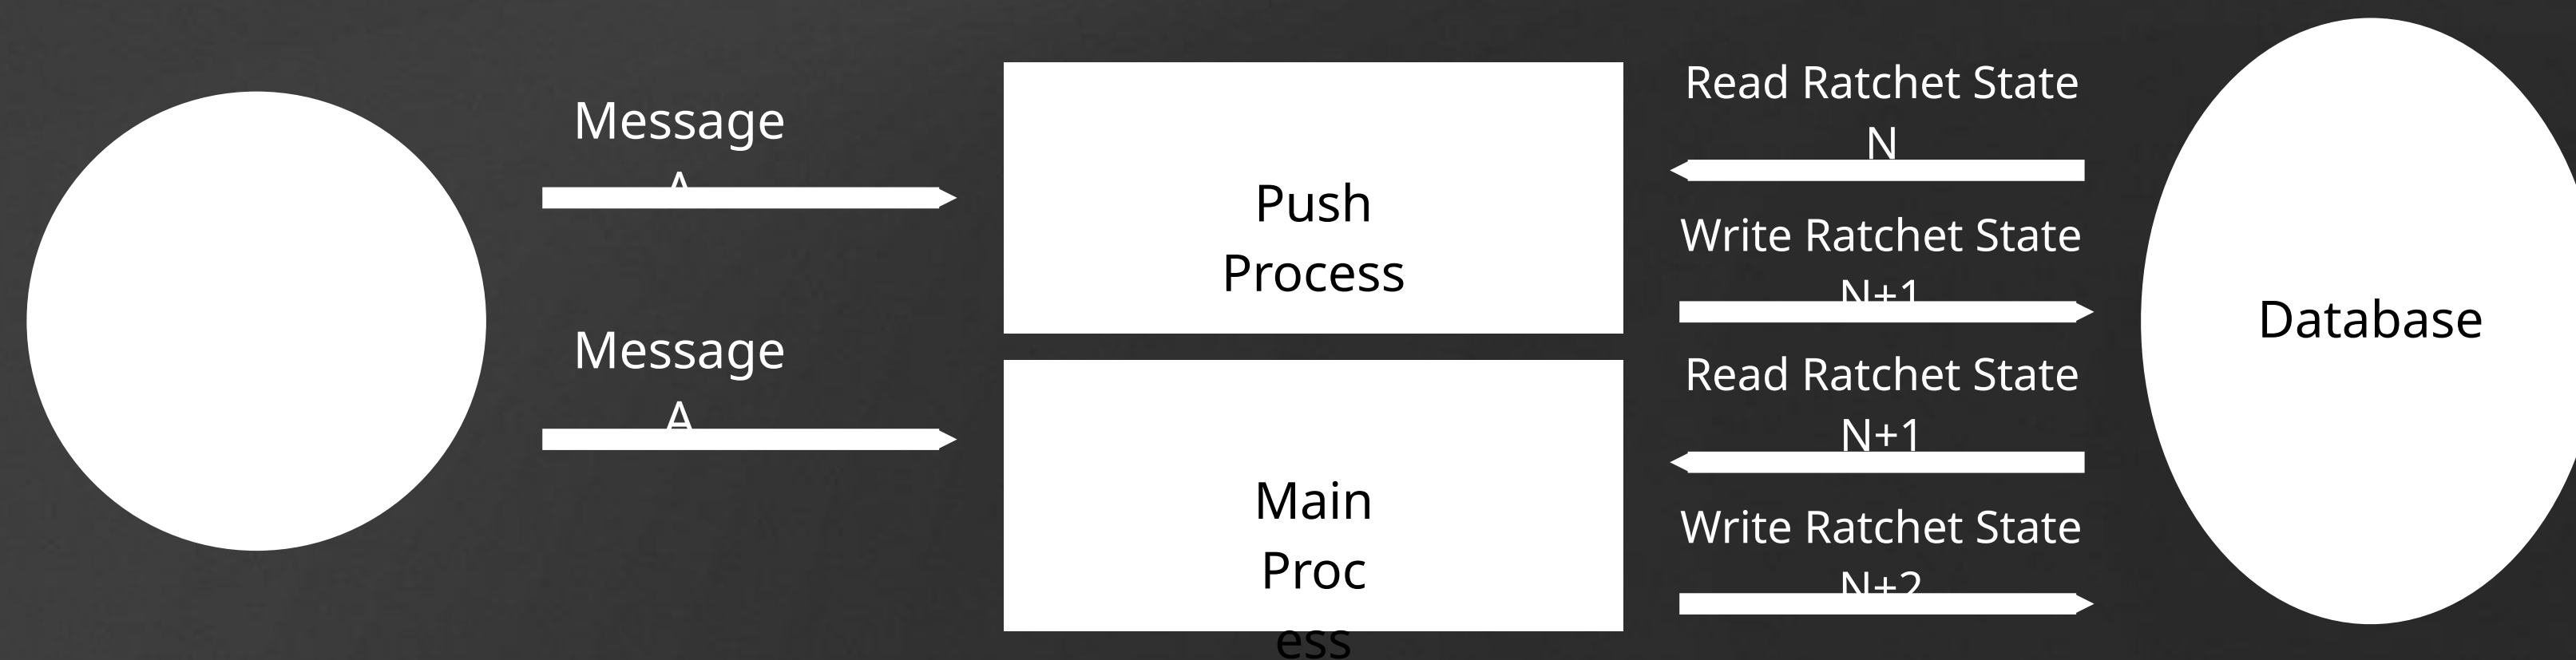 Message
A
Message
A
Push
Process
Main
Proc
ess
Read Ratchet State
N
Write Ratchet State
N+1
Read Ratchet State
N+1
Write Ratchet State
N+2
Database